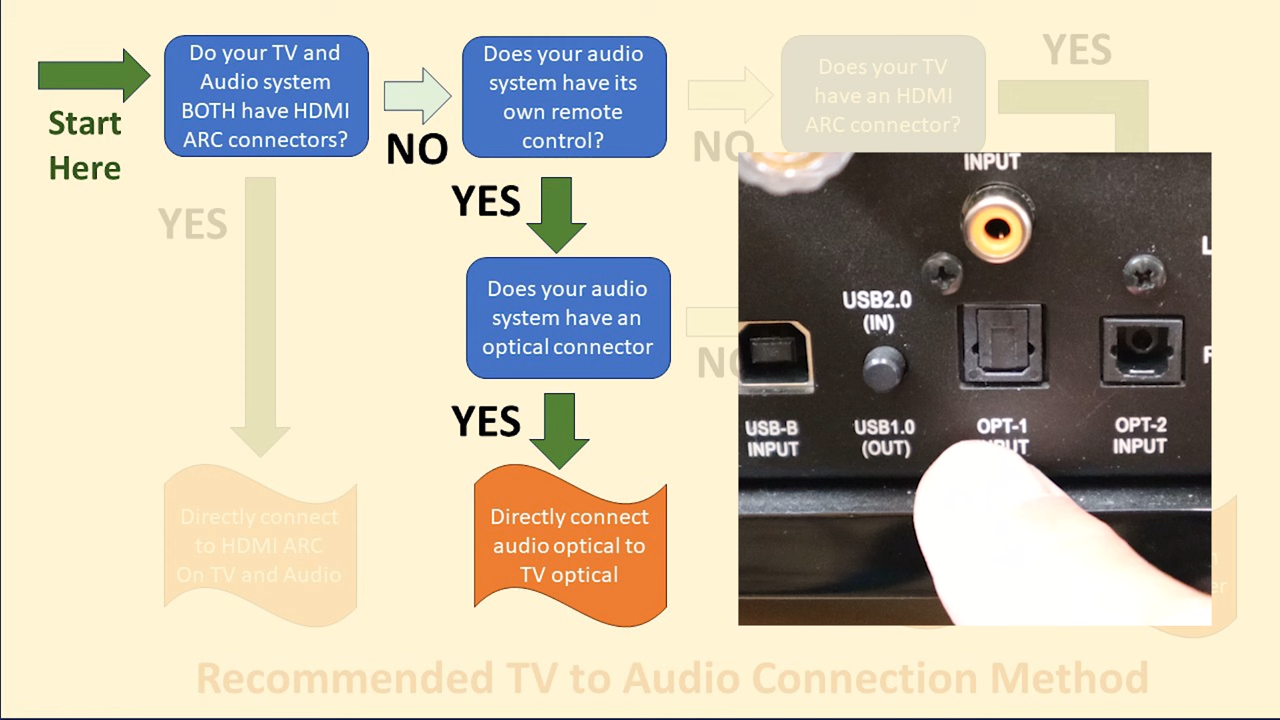 Start
Here
Do your TV and
Audio system
BOTH have HDMI
ARC connectors?
NO
Does your audio
system have its
own remote
control?
NO
Does your TV
have an HDMI
ARC connector?
YES
YES
YES
Does your audio
system have an
optical connector
YES
Directly connect
to HDMI ARC
On TV and Audio
Directly connect
audio optical to
TV optical
INPUT
USB2.0
(IN)
USB-B
INPUT
USB1.0
(OUT)
OPT-1
INPUT
OPT-2
INPUT
Recommended TV to Audio Connection Method